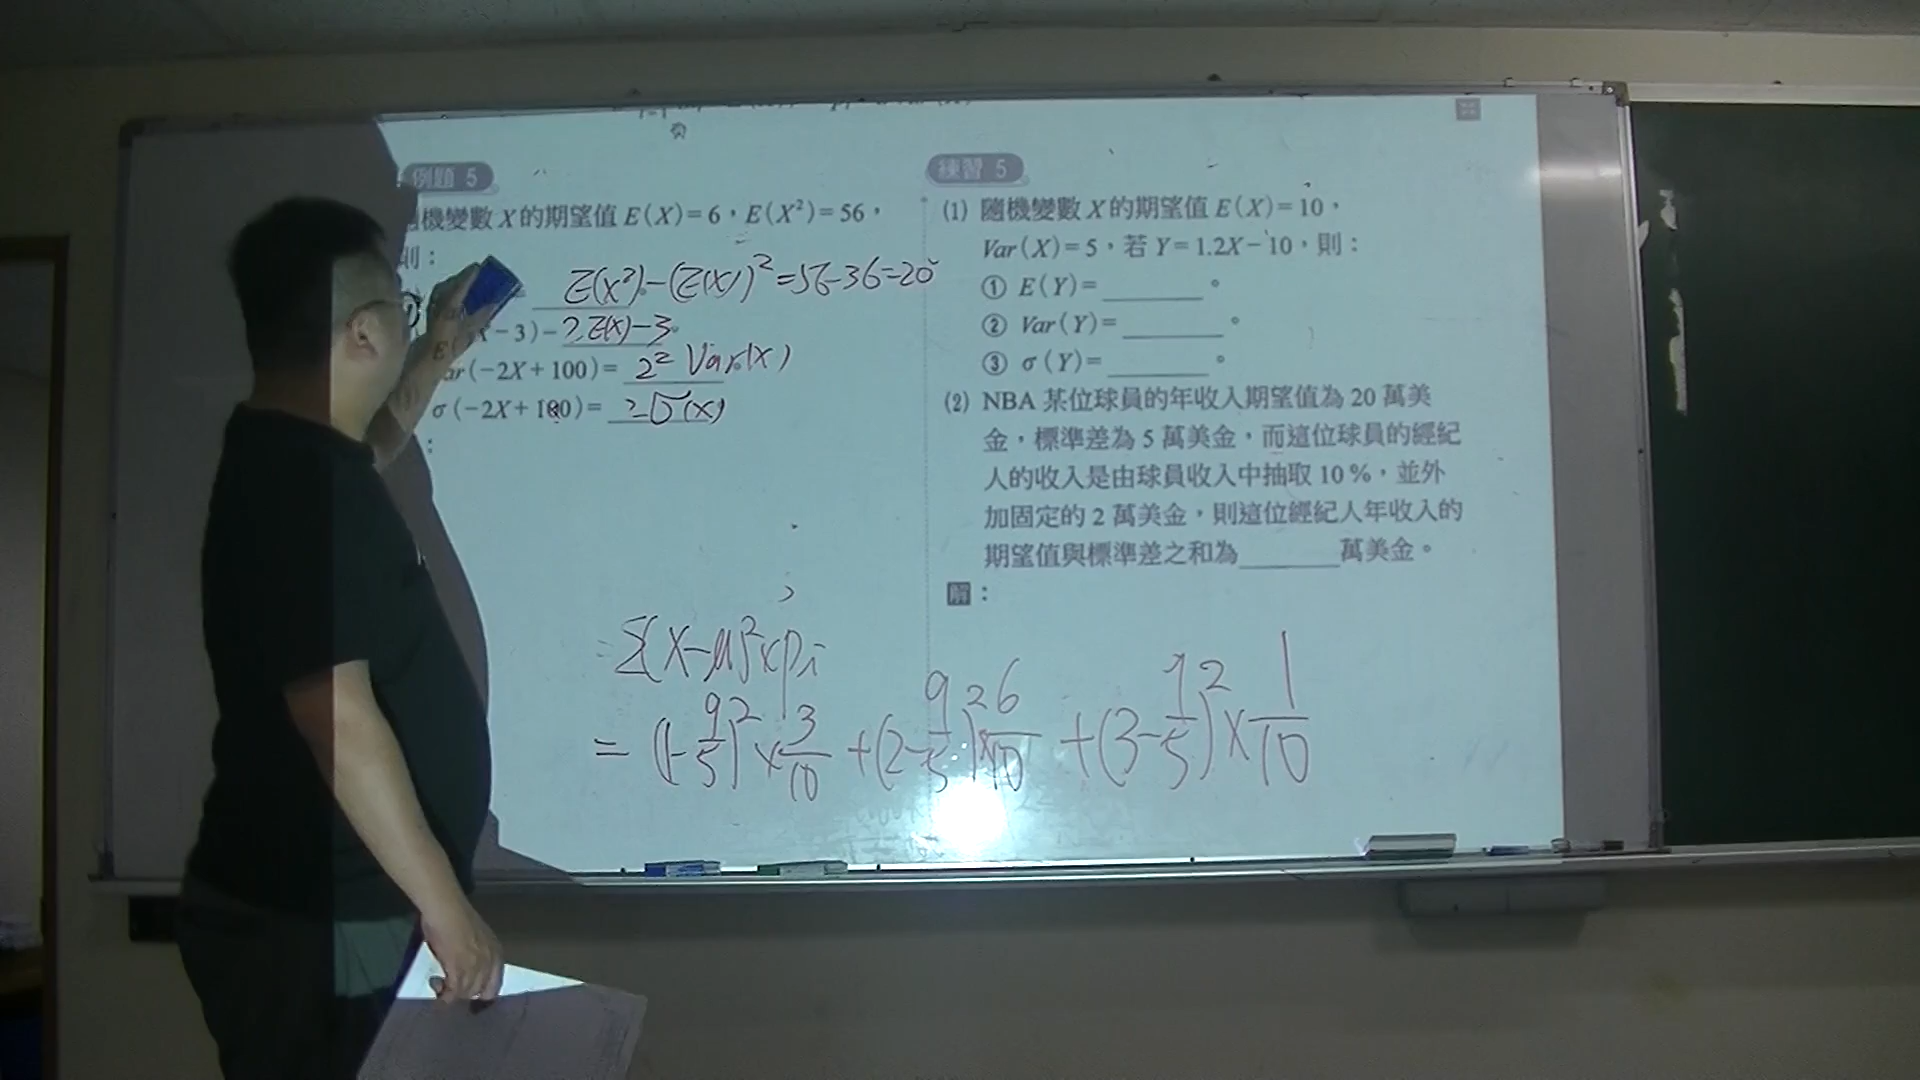 例題 5
機變數 X 的期望值 E(X)=6，E(X²)=56，
則：
E(X²)-(E(X))²=56-36=20
-3)= 2E(X)-3
(-2X+100)= 2² Var(X)
σ(-2X+100)= 2σ(X)
=Σ(X-μ)²×pi
=(1-9/5)²×3/10+(2-9/5)²×6/10+(3-9/5)²×1/10
練習 5
(1) 隨機變數 X 的期望值 E(X)=10，
Var(X)=5，若 Y=1.2X-10，則：
① E(Y)=________。
② Var(Y)=________。
③ σ(Y)=________。
(2) NBA 某位球員的年收入期望值為 20 萬美
金，標準差為 5 萬美金，而這位球員的經紀
人的收入是由球員收入中抽取 10%，並外
加固定的 2 萬美金，則這位經紀人年收入的
期望值與標準差之和為________萬美金。
解：